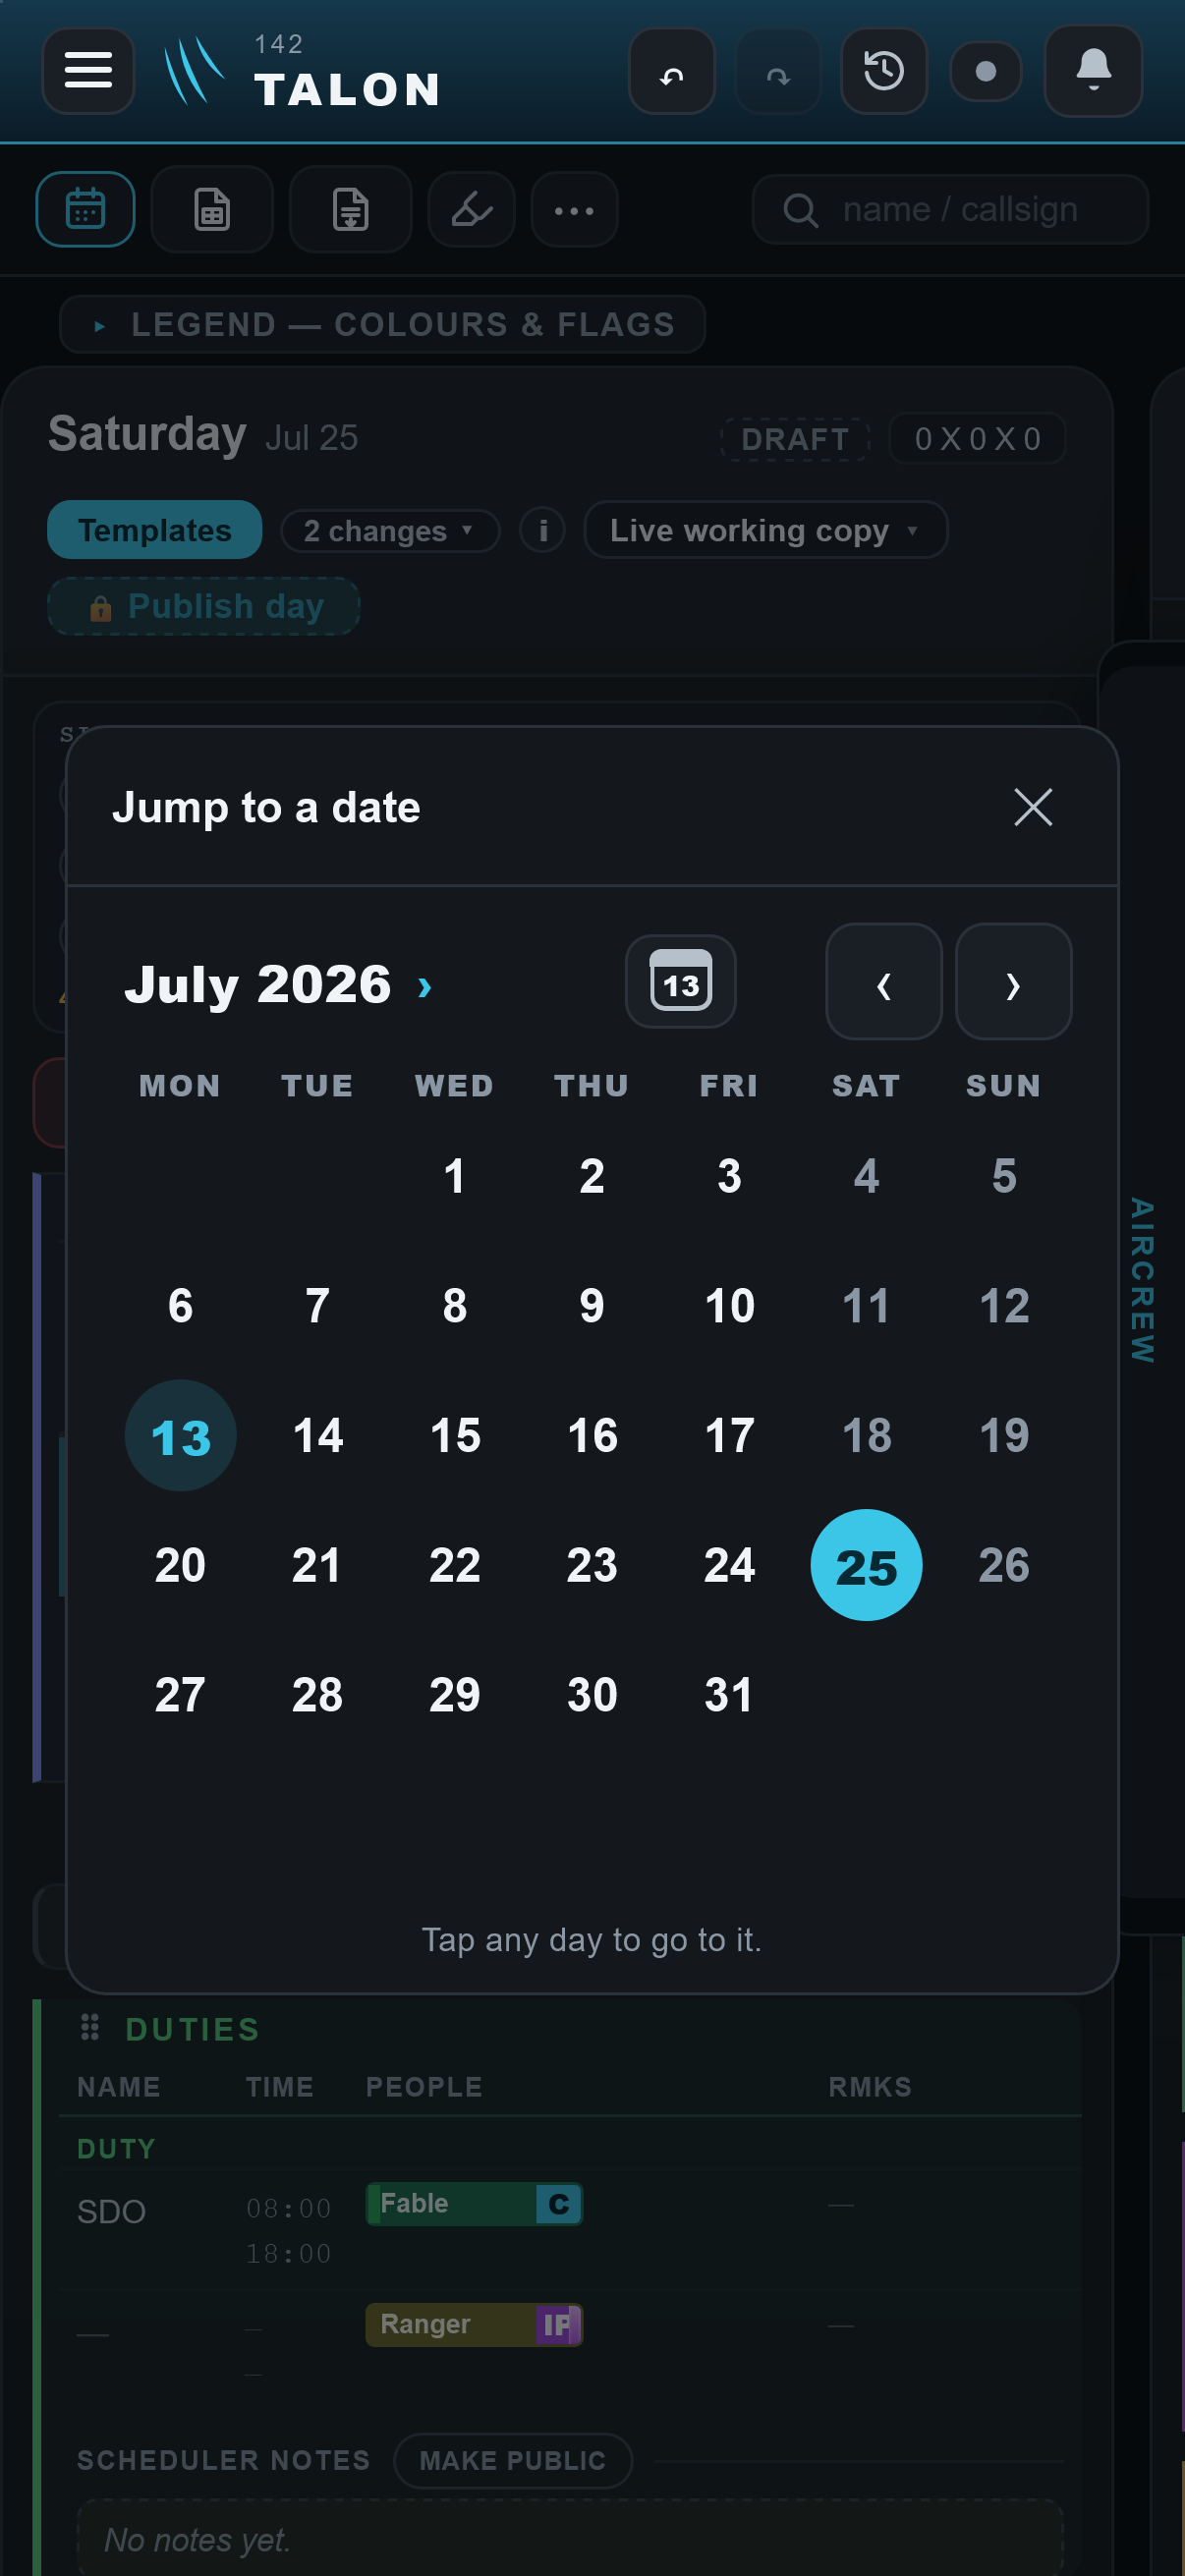 142
TALON
name / callsign
LEGEND — COLOURS & FLAGS
Saturday Jul 25 DRAFT 0X0X0
Templates 2 changes i Live working copy
Publish day
Jump to a date
July 2026 › 13 ‹ ›
MON TUE WED THU FRI SAT SUN
1 2 3 4 5
6 7 8 9 10 11 12
13 14 15 16 17 18 19
20 21 22 23 24 25 26
27 28 29 30 31
AIRCREW
Tap any day to go to it.
DUTIES
NAME TIME PEOPLE RMKS
DUTY
SDO 08:00 Fable C —
18:00
— — Ranger IP —
—
SCHEDULER NOTES MAKE PUBLIC
No notes yet.